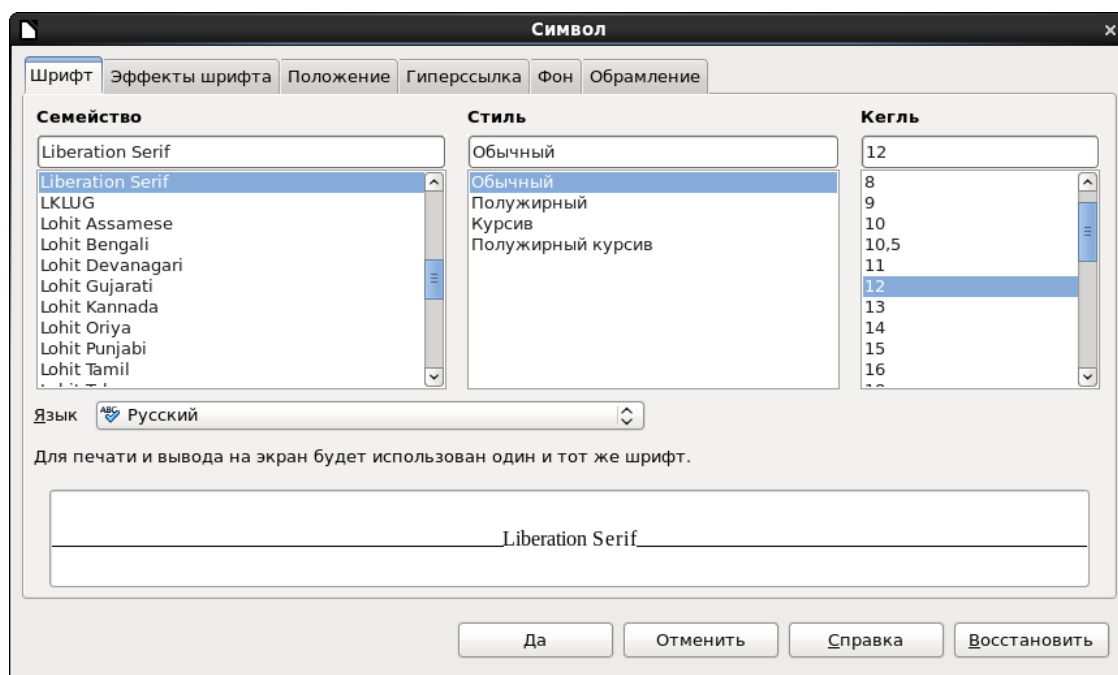 Символ
Шрифт Эффекты шрифта Положение Гиперссылка Фон Обрамление
Семейство Стиль Кегль
Liberation Serif Обычный 12
Liberation Serif Обычный 8
LKLUG Полужирный 9
Lohit Assamese Курсив 10
Lohit Bengali Полужирный курсив 10,5
Lohit Devanagari 11
Lohit Gujarati 12
Lohit Kannada 13
Lohit Oriya 14
Lohit Punjabi 15
Lohit Tamil 16
Язык ABC Русский
Для печати и вывода на экран будет использован один и тот же шрифт.
Liberation Serif
Да Отменить Справка Восстановить